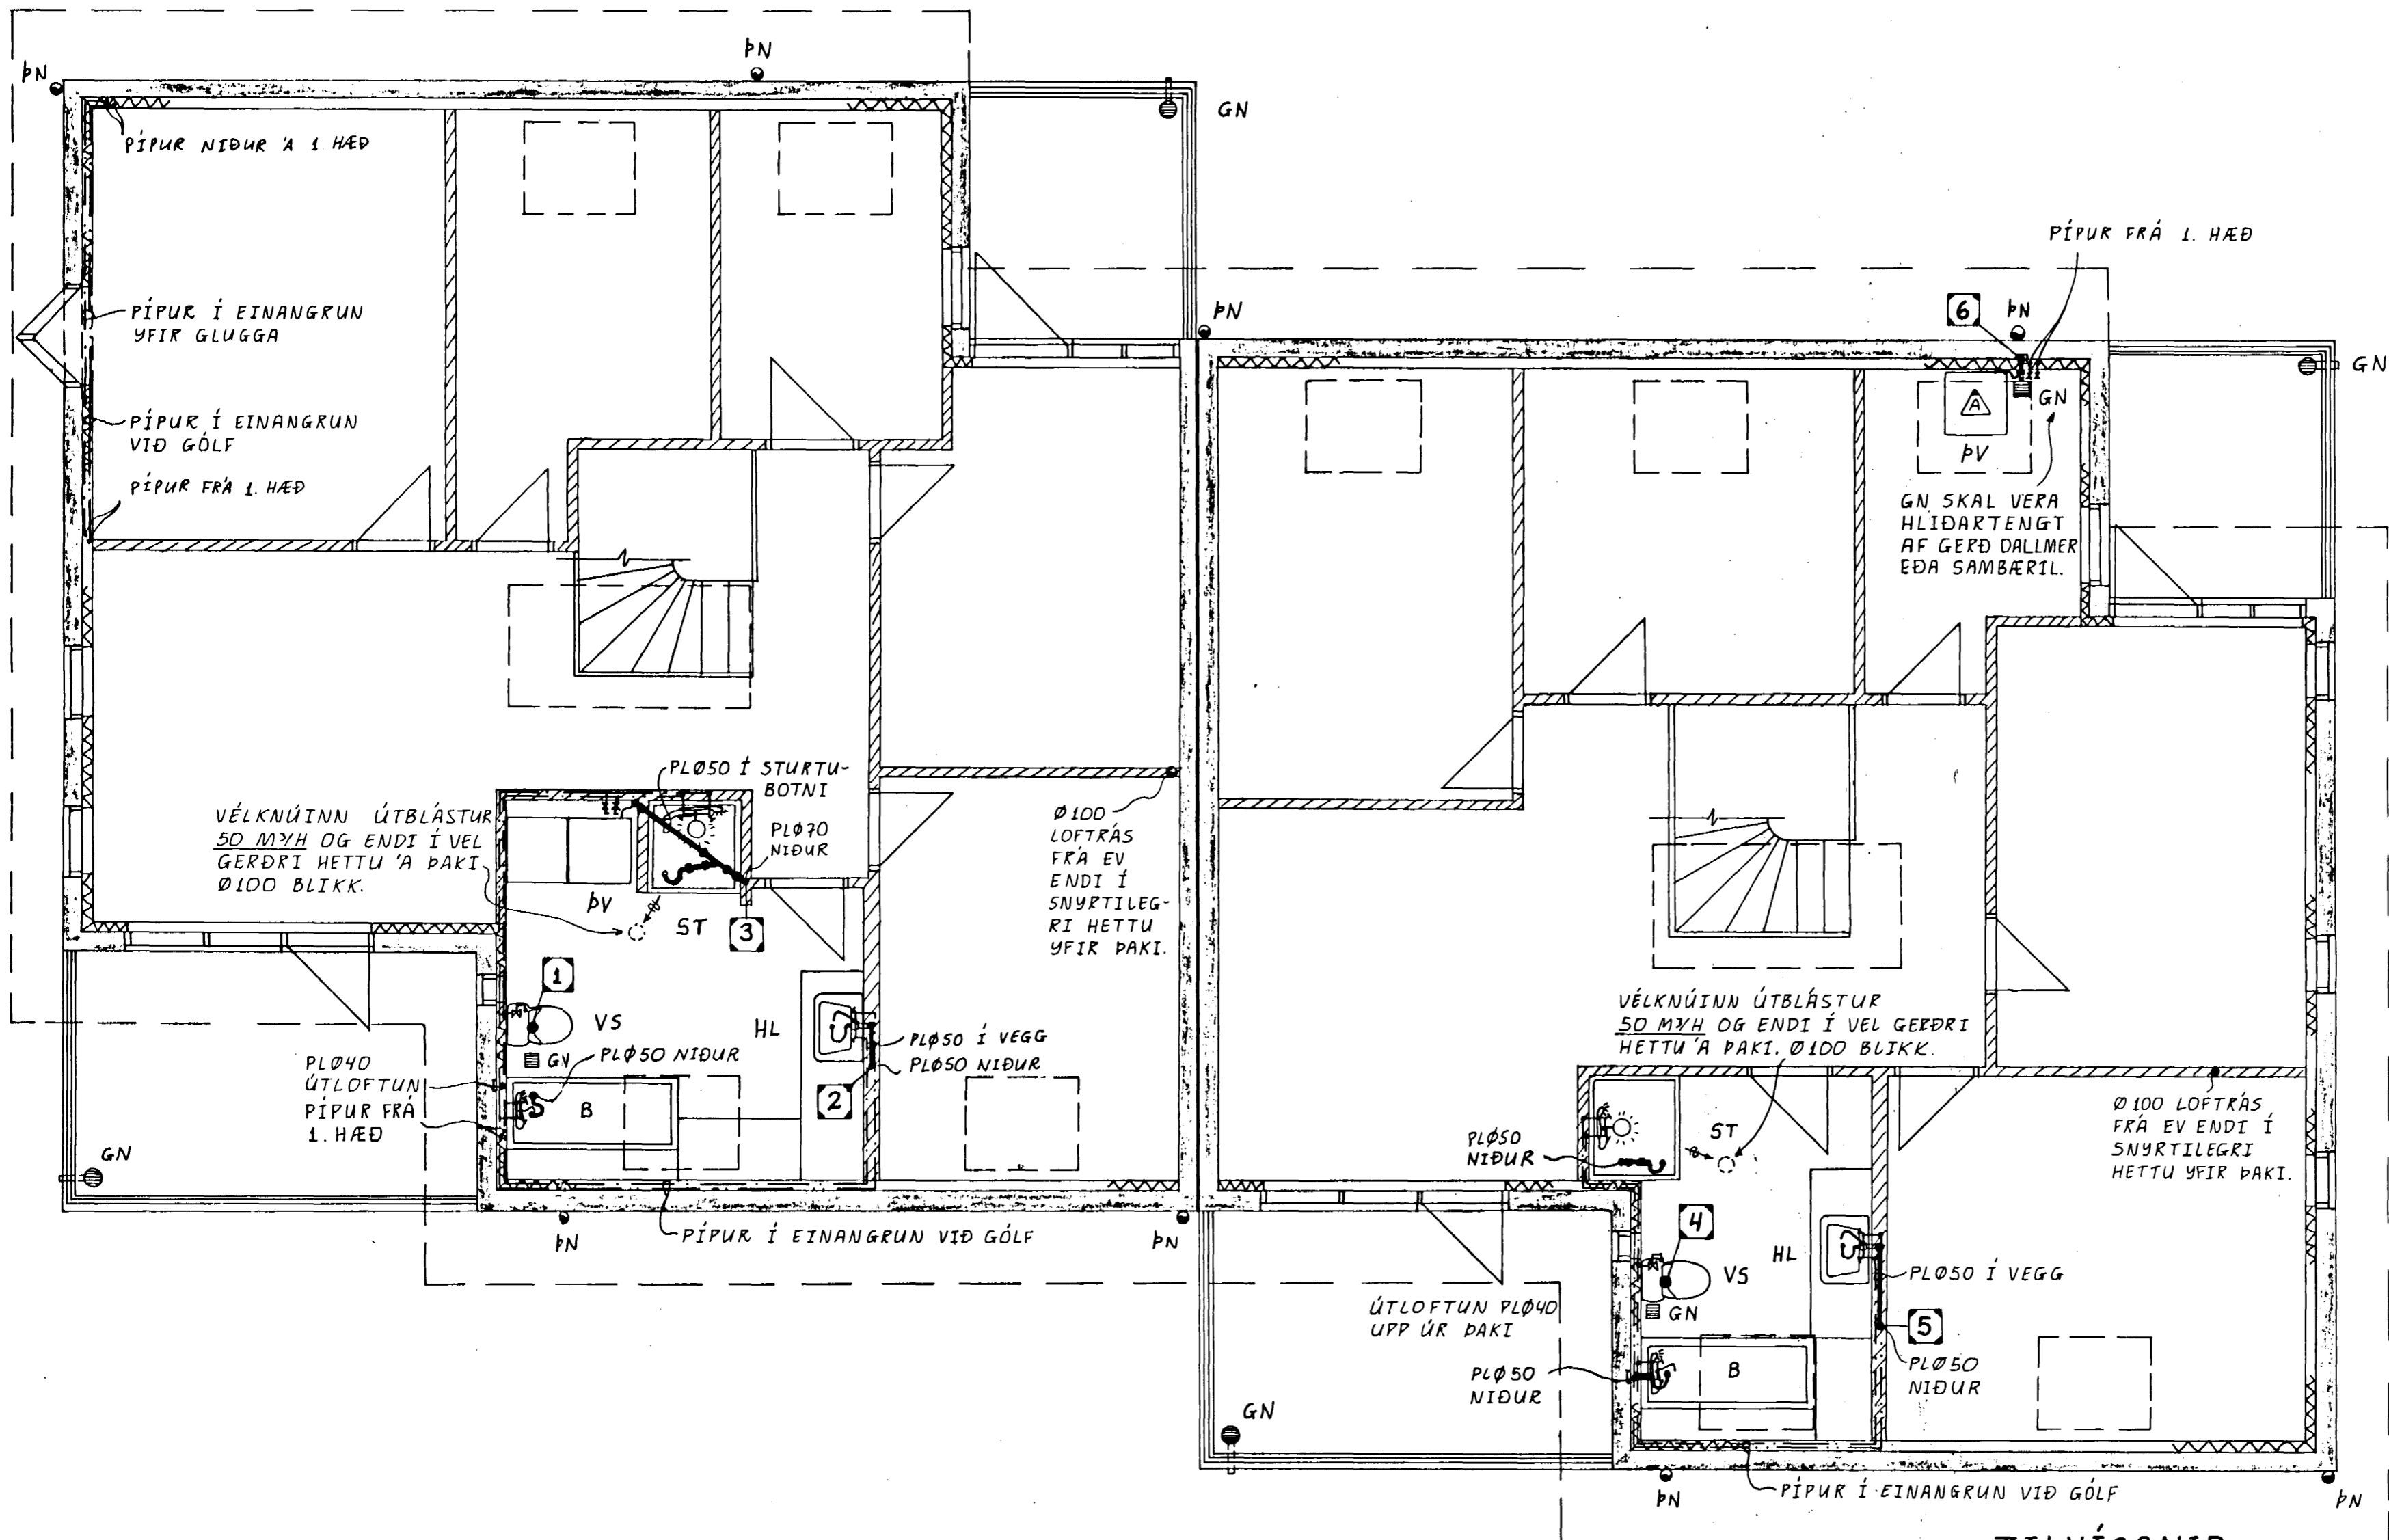 ÞN
ÞN
GN
PÍPUR NIÐUR 'A 1. HÆÐ
PÍPUR FRÁ 1. HÆÐ
PÍPUR Í EINANGRUN
YFIR GLUGGA
ÞN
6
ÞN
GN
A
GN
ÞV
PÍPUR Í EINANGRUN
VIÐ GÓLF
PÍPUR FRÁ 1. HÆÐ
GN SKAL VERA
HLIÐARTENGT
AF GERÐ DALLMER
EÐA SAMBÆRIL.
PLØ50 Í STURTU-
BOTNI
VÉLKNÚINN ÚTBLÁSTUR
50 M³/H OG ENDI Í VEL
GERÐRI HETTU 'A ÞAKI
Ø100 BLIKK.
PLØ70
NIÐUR
Ø100
LOFTRÁS
FRÁ EV
ENDI Í
SNYRTILEG-
RI HETTU
YFIR ÞAKI.
ÞV
ST
3
1
VS
HL
PLØ50 Í VEGG
PLØ50 NIÐUR
GV
PLØ50 NIÐUR
2
B
PLØ40
ÚTLOFTUN
PÍPUR FRÁ
1. HÆÐ
GN
ÞN
PÍPUR Í EINANGRUN VIÐ GÓLF
ÞN
VÉLKNÚINN ÚTBLÁSTUR
50 M³/H OG ENDI Í VEL GERÐRI
HETTU 'A ÞAKI. Ø100 BLIKK.
Ø100 LOFTRÁS
FRÁ EV ENDI Í
SNYRTILEGRI
HETTU YFIR ÞAKI.
PLØ50
NIÐUR
ST
4
HL
VS
PLØ50 Í VEGG
GN
ÚTLOFTUN PLØ40
UPP ÚR ÞAKI
5
PLØ50
NIÐUR
PLØ50
NIÐUR
B
GN
ÞN
PÍPUR Í EINANGRUN VIÐ GÓLF
ÞN